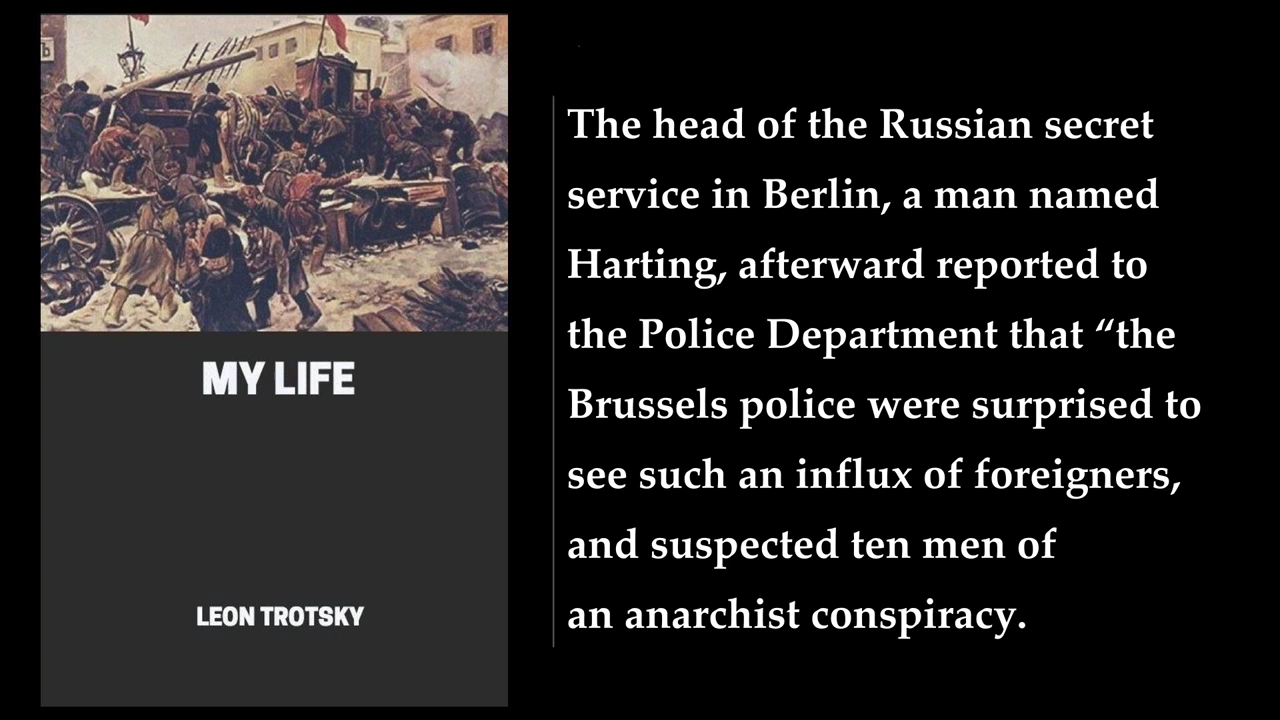 MY LIFE
LEON TROTSKY
The head of the Russian secret
service in Berlin, a man named
Harting, afterward reported to
the Police Department that “the
Brussels police were surprised to
see such an influx of foreigners,
and suspected ten men of
an anarchist conspiracy.